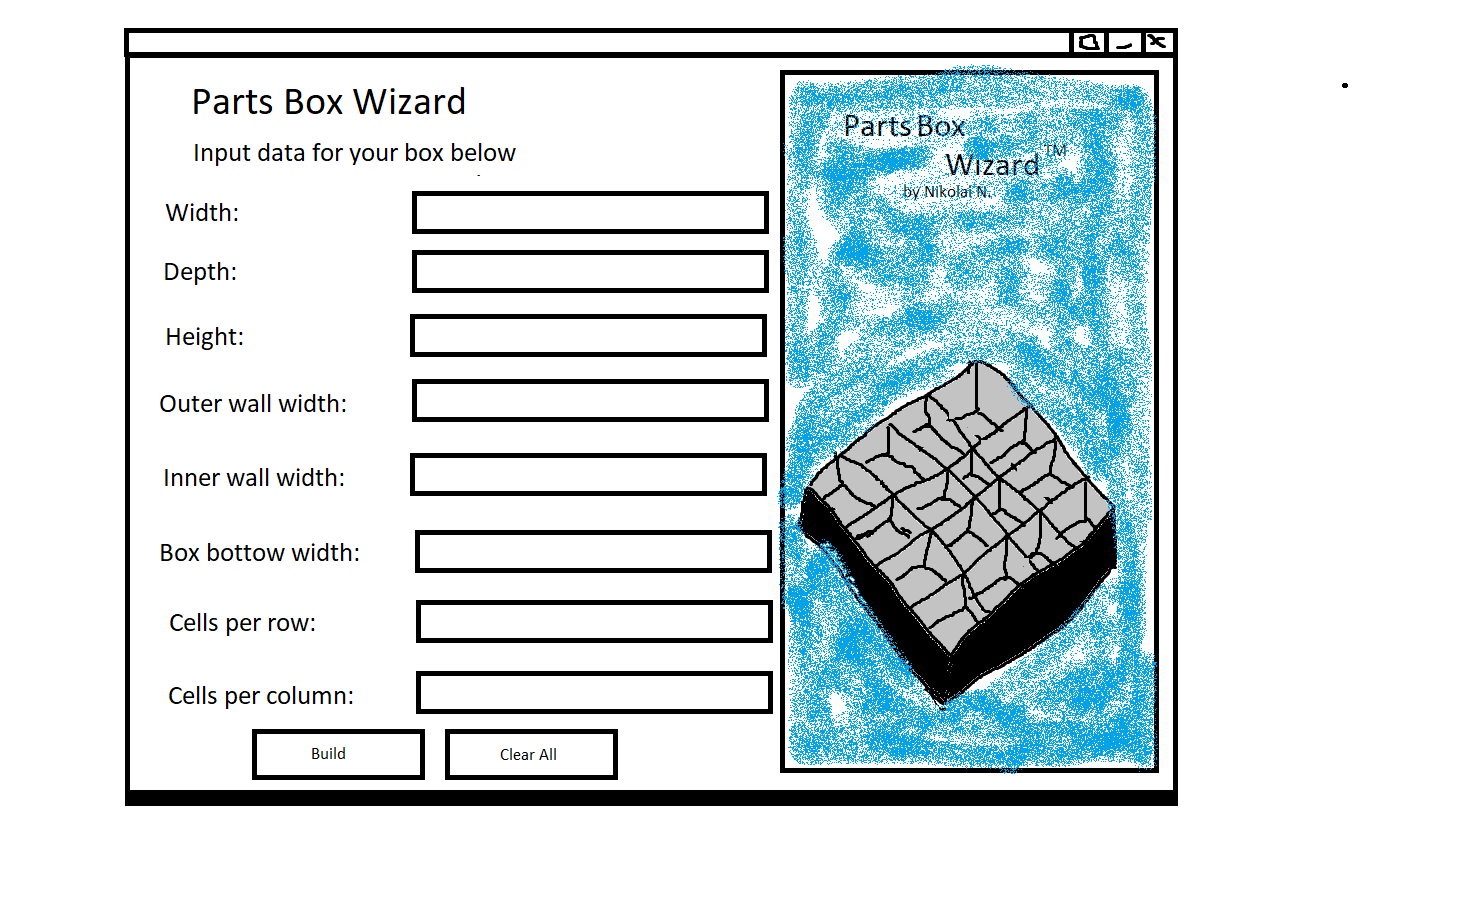 Parts Box Wizard
Input data for your box below
Width:
Depth:
Height:
Outer wall width:
Inner wall width:
Box bottow width:
Cells per row:
Cells per column:
Build
Clear All
Parts Box
Wizard TM
by Nikolai N.